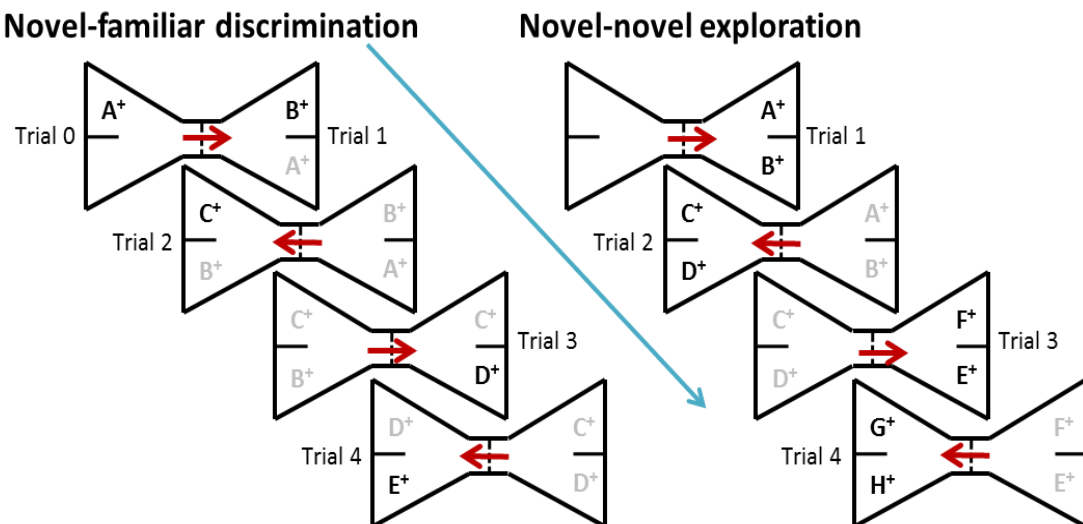 Novel-familiar discrimination
A⁺ B⁺
Trial 0 Trial 1
A⁺
C⁺ B⁺
Trial 2
B⁺ A⁺
C⁺ C⁺
Trial 3
B⁺ D⁺
D⁺ C⁺
Trial 4
E⁺ D⁺
Novel-novel exploration
A⁺
Trial 1
B⁺
C⁺ A⁺
Trial 2
D⁺ B⁺
C⁺ F⁺
Trial 3
D⁺ E⁺
G⁺ F⁺
Trial 4
H⁺ E⁺